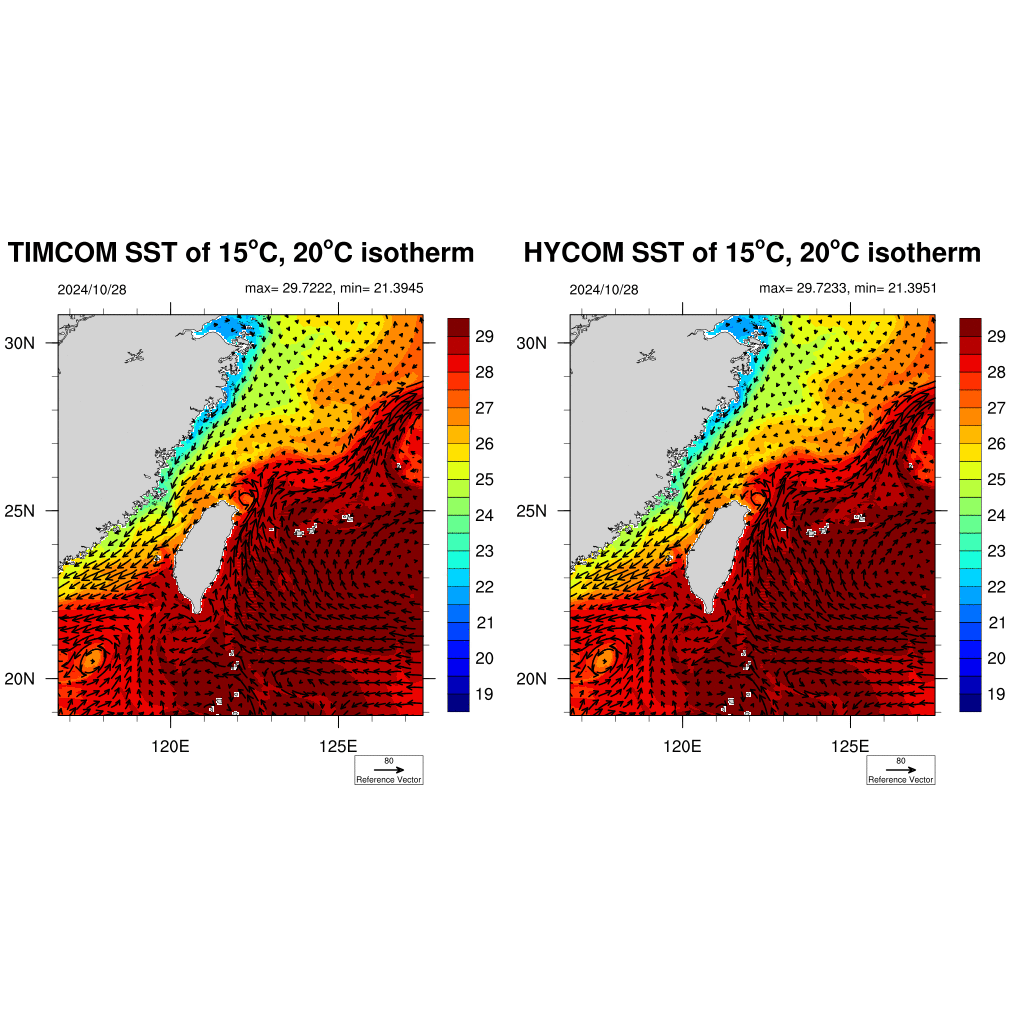 TIMCOM SST of 15°C, 20°C isotherm
2024/10/28 max= 29.7222, min= 21.3945
30N
25N
20N
120E 125E
29
28
27
26
25
24
23
22
21
20
19
80
Reference Vector
HYCOM SST of 15°C, 20°C isotherm
2024/10/28 max= 29.7233, min= 21.3951
30N
25N
20N
120E 125E
29
28
27
26
25
24
23
22
21
20
19
80
Reference Vector